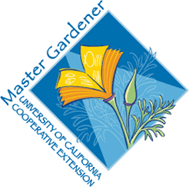 Master Gardener
UNIVERSITY OF CALIFORNIA
COOPERATIVE EXTENSION